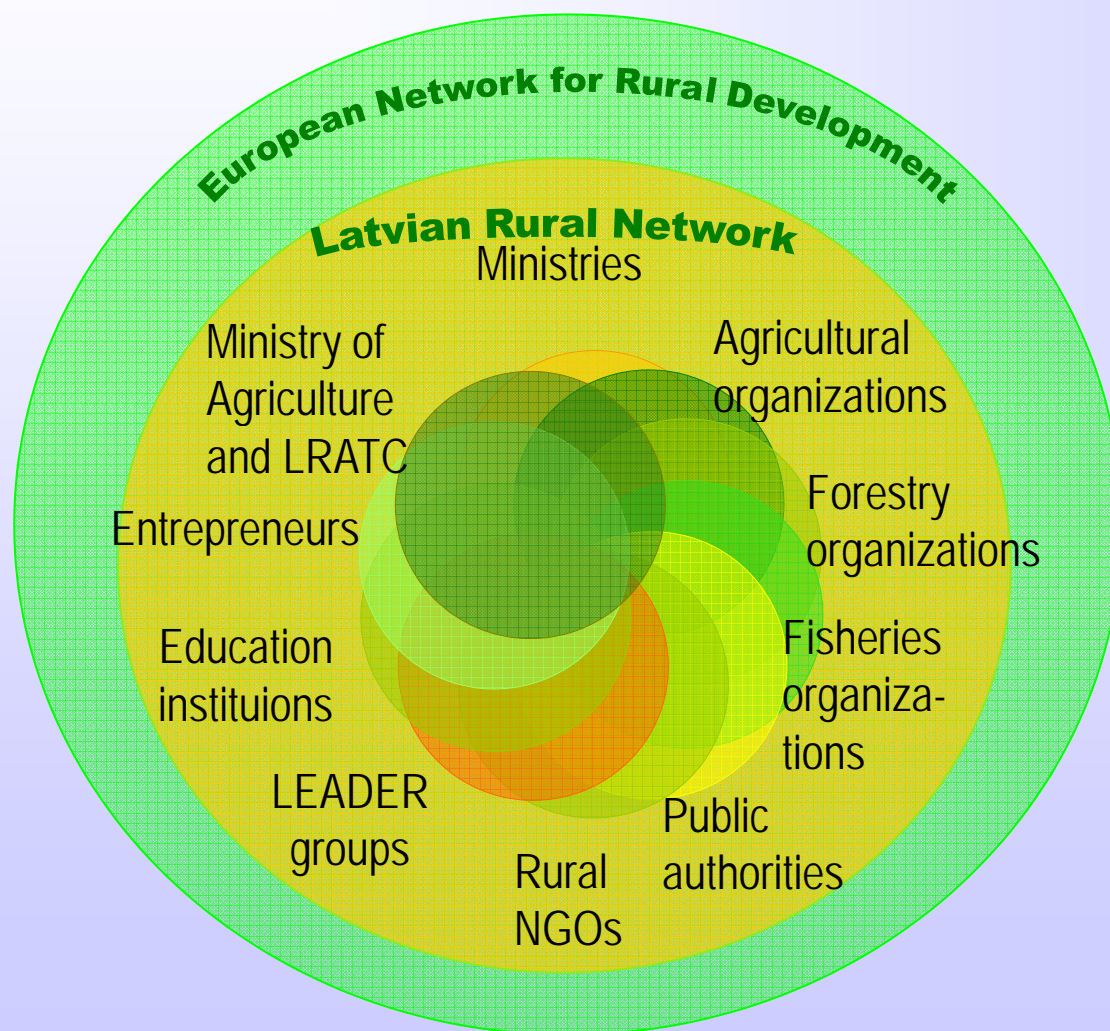 European Network for Rural Development
Latvian Rural Network
Ministries
Ministry of
Agriculture
and LRATC
Agricultural
organizations
Entrepreneurs
Forestry
organizations
Education
instituions
Fisheries
organiza-
tions
LEADER
groups
Public
authorities
Rural
NGOs